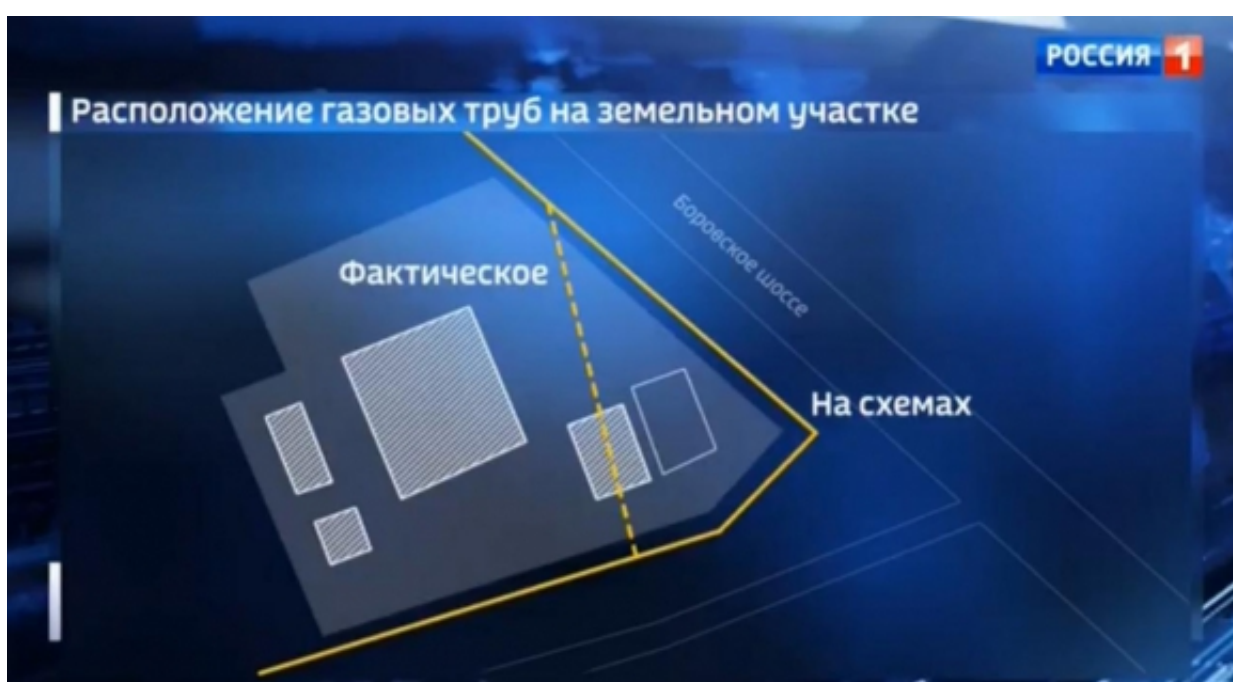 РОССИЯ 1
Расположение газовых труб на земельном участке
Боровское шоссе
Фактическое
На схемах